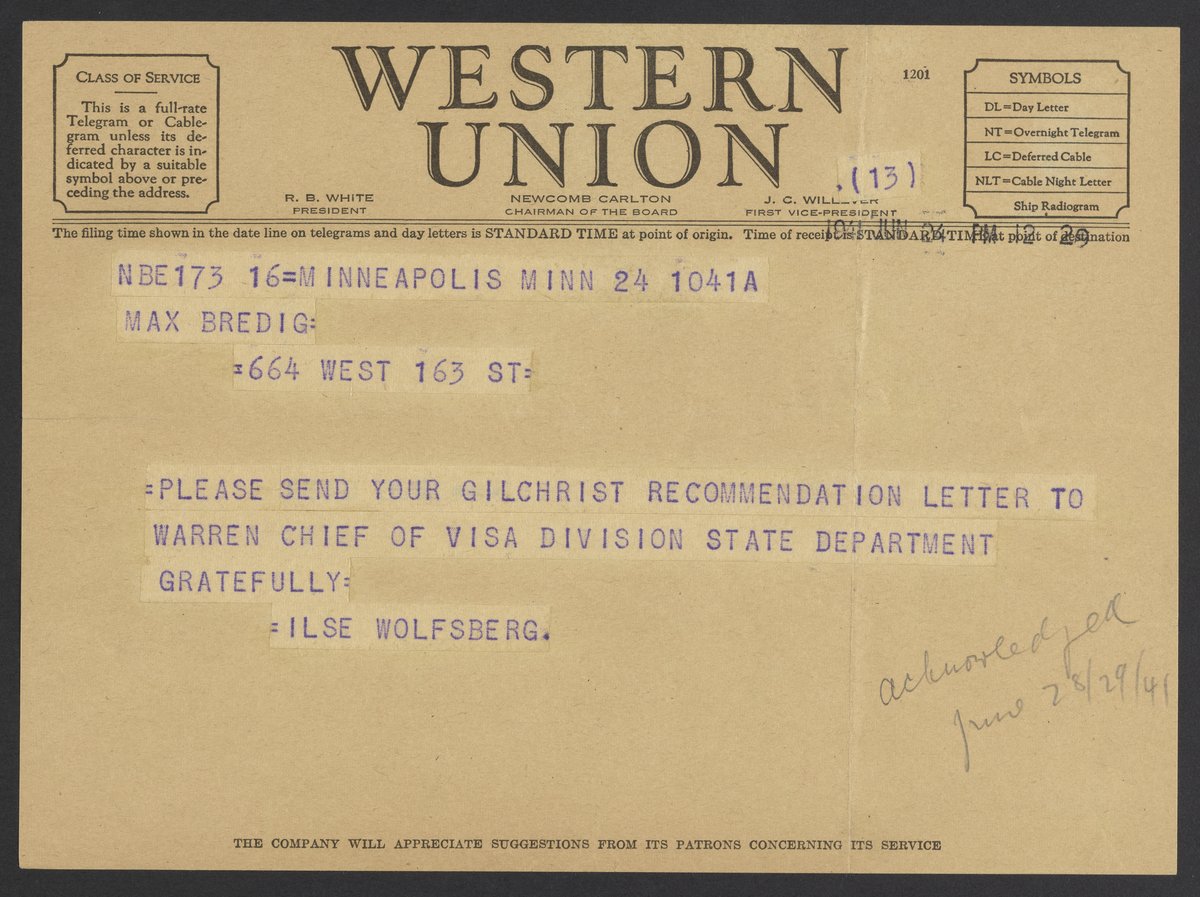 CLASS OF SERVICE
This is a full-rate
Telegram or Cable-
gram unless its de-
ferred character is in-
dicated by a suitable
symbol above or pre-
ceding the address.
WESTERN
UNION
1201
SYMBOLS
DL=Day Letter
NT=Overnight Telegram
LC=Deferred Cable
NLT=Cable Night Letter
Ship Radiogram
.(13)
R. B. WHITE
PRESIDENT
NEWCOMB CARLTON
CHAIRMAN OF THE BOARD
J. C. WILLEVER
FIRST VICE-PRESIDENT
The filing time shown in the date line on telegrams and day letters is STANDARD TIME at point of origin. Time of receipt is STANDARD TIME at point of destination
1941 JUN 24 PM 12 29
NBE173 16=MINNEAPOLIS MINN 24 1041A
MAX BREDIG=
=664 WEST 163 ST=
=PLEASE SEND YOUR GILCHRIST RECOMMENDATION LETTER TO
WARREN CHIEF OF VISA DIVISION STATE DEPARTMENT
GRATEFULLY=
=ILSE WOLFSBERG.
acknowledged
June 28/29/41
THE COMPANY WILL APPRECIATE SUGGESTIONS FROM ITS PATRONS CONCERNING ITS SERVICE